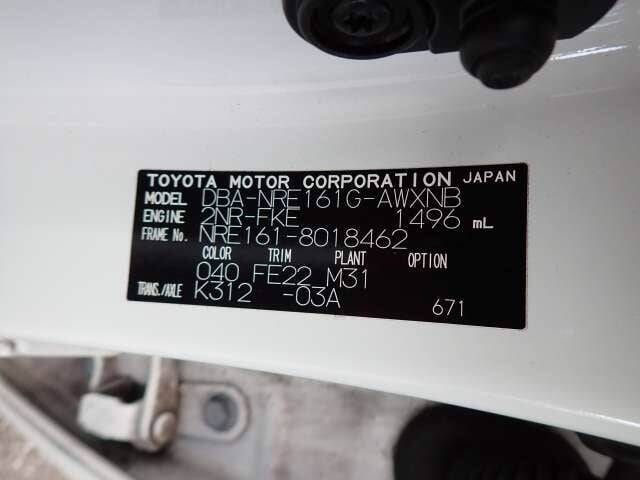 TOYOTA MOTOR CORPORATION JAPAN
MODEL DBA-NRE161G-AWXNB
ENGINE 2NR-FKE 1496 mL
FRAME No. NRE161-8018462
COLOR TRIM PLANT OPTION
040 FE22 M31
TRANS./AXLE K312 -03A
671